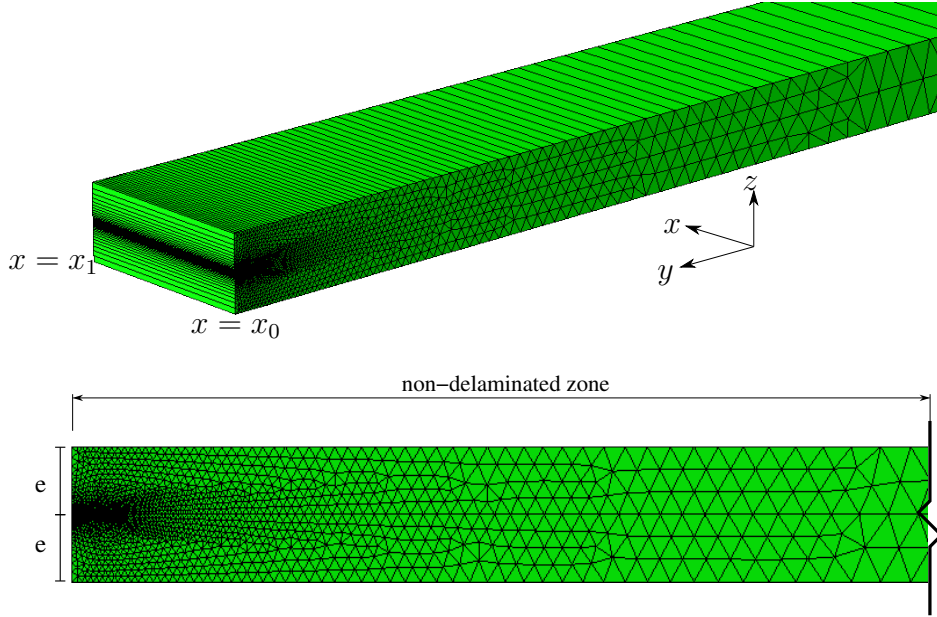 z
x
y
x = x₁
x = x₀
non−delaminated zone
e
e